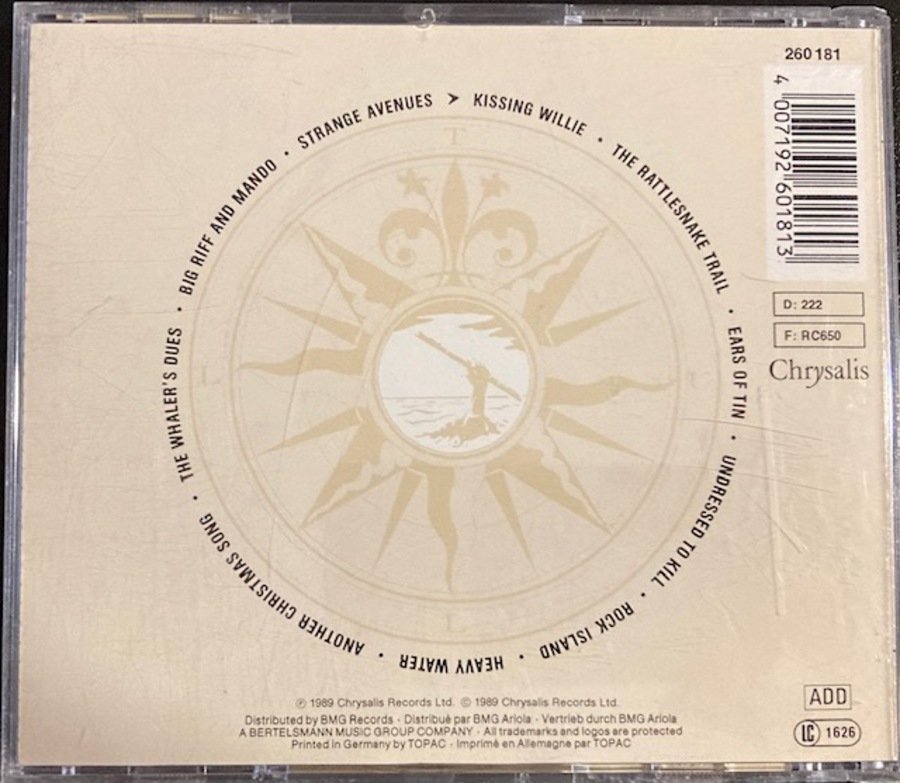 260 181
4 007192 601813
D: 222
F: RC650
Chrysalis
➤ KISSING WILLIE · THE RATTLESNAKE TRAIL · EARS OF TIN · UNDRESSED TO KILL · ROCK ISLAND · HEAVY WATER · ANOTHER CHRISTMAS SONG · THE WHALER'S DUES · BIG RIFF AND MANDO · STRANGE AVENUES
T
L
L
T
L
ADD
LC 1626
℗ 1989 Chrysalis Records Ltd. © 1989 Chrysalis Records Ltd.
Distributed by BMG Records · Distribué par BMG Ariola · Vertrieb durch BMG Ariola
A BERTELSMANN MUSIC GROUP COMPANY · All trademarks and logos are protected
Printed in Germany by TOPAC · Imprimé en Allemagne par TOPAC